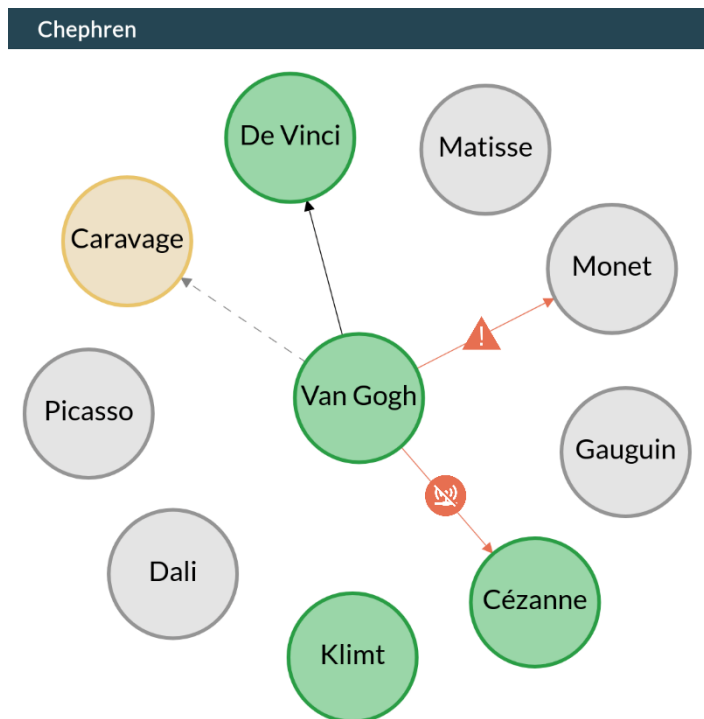 Chephren
De Vinci
Matisse
Caravage
Monet
Van Gogh
Picasso
Gauguin
Dali
Cézanne
Klimt